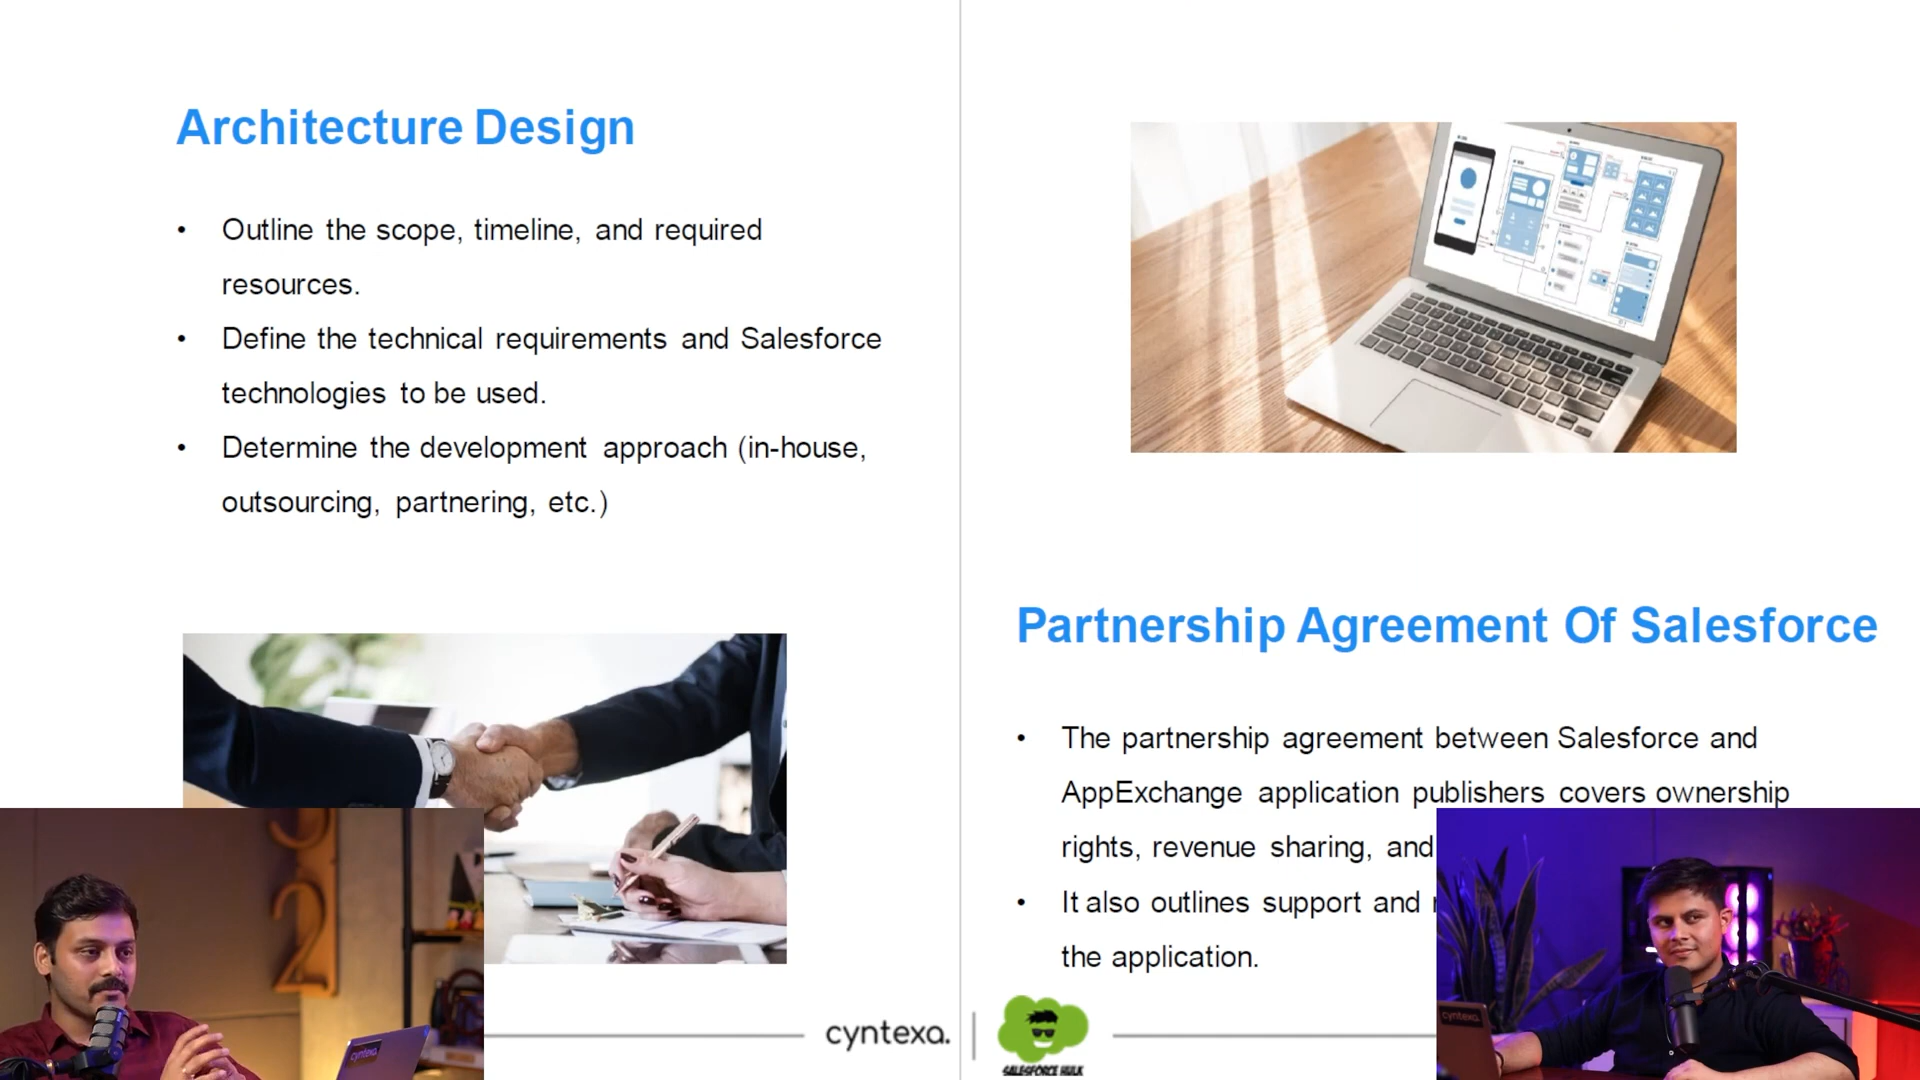 Architecture Design
• Outline the scope, timeline, and required
resources.
• Define the technical requirements and Salesforce
technologies to be used.
• Determine the development approach (in-house,
outsourcing, partnering, etc.)
Partnership Agreement Of Salesforce
• The partnership agreement between Salesforce and
AppExchange application publishers covers ownership
rights, revenue sharing, and
• It also outlines support and
the application.
cyntexa.
SALESFORCE HULK
cyntexa.
cyntexa.